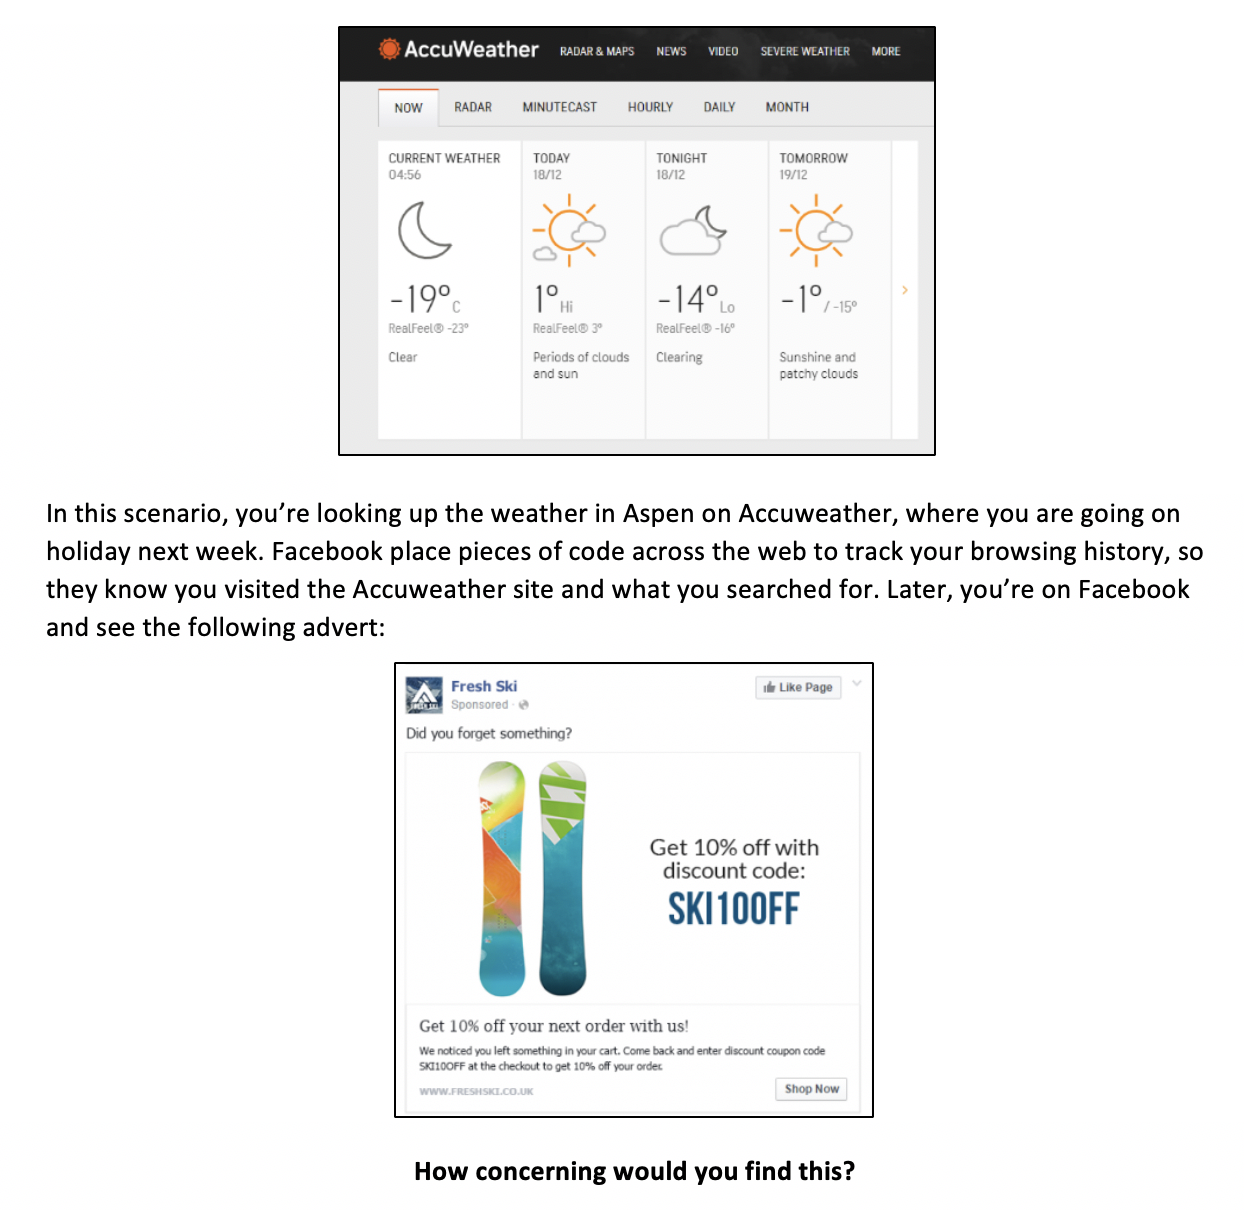 AccuWeather RADAR & MAPS NEWS VIDEO SEVERE WEATHER MORE
NOW RADAR MINUTECAST HOURLY DAILY MONTH
CURRENT WEATHER
04:56
-19° C
RealFeel® -23°
Clear
TODAY
18/12
1° Hi
RealFeel® 3°
Periods of clouds
and sun
TONIGHT
18/12
-14° Lo
RealFeel® -16°
Clearing
TOMORROW
19/12
-1° / -15°
Sunshine and
patchy clouds
>
In this scenario, you’re looking up the weather in Aspen on Accuweather, where you are going on
holiday next week. Facebook place pieces of code across the web to track your browsing history, so
they know you visited the Accuweather site and what you searched for. Later, you’re on Facebook
and see the following advert:
FRESH SKI
Fresh Ski
Sponsored ·
Like Page
Did you forget something?
Get 10% off with
discount code:
SKI10OFF
Get 10% off your next order with us!
We noticed you left something in your cart. Come back and enter discount coupon code
SKI10OFF at the checkout to get 10% off your order.
WWW.FRESHSKI.CO.UK
Shop Now
How concerning would you find this?